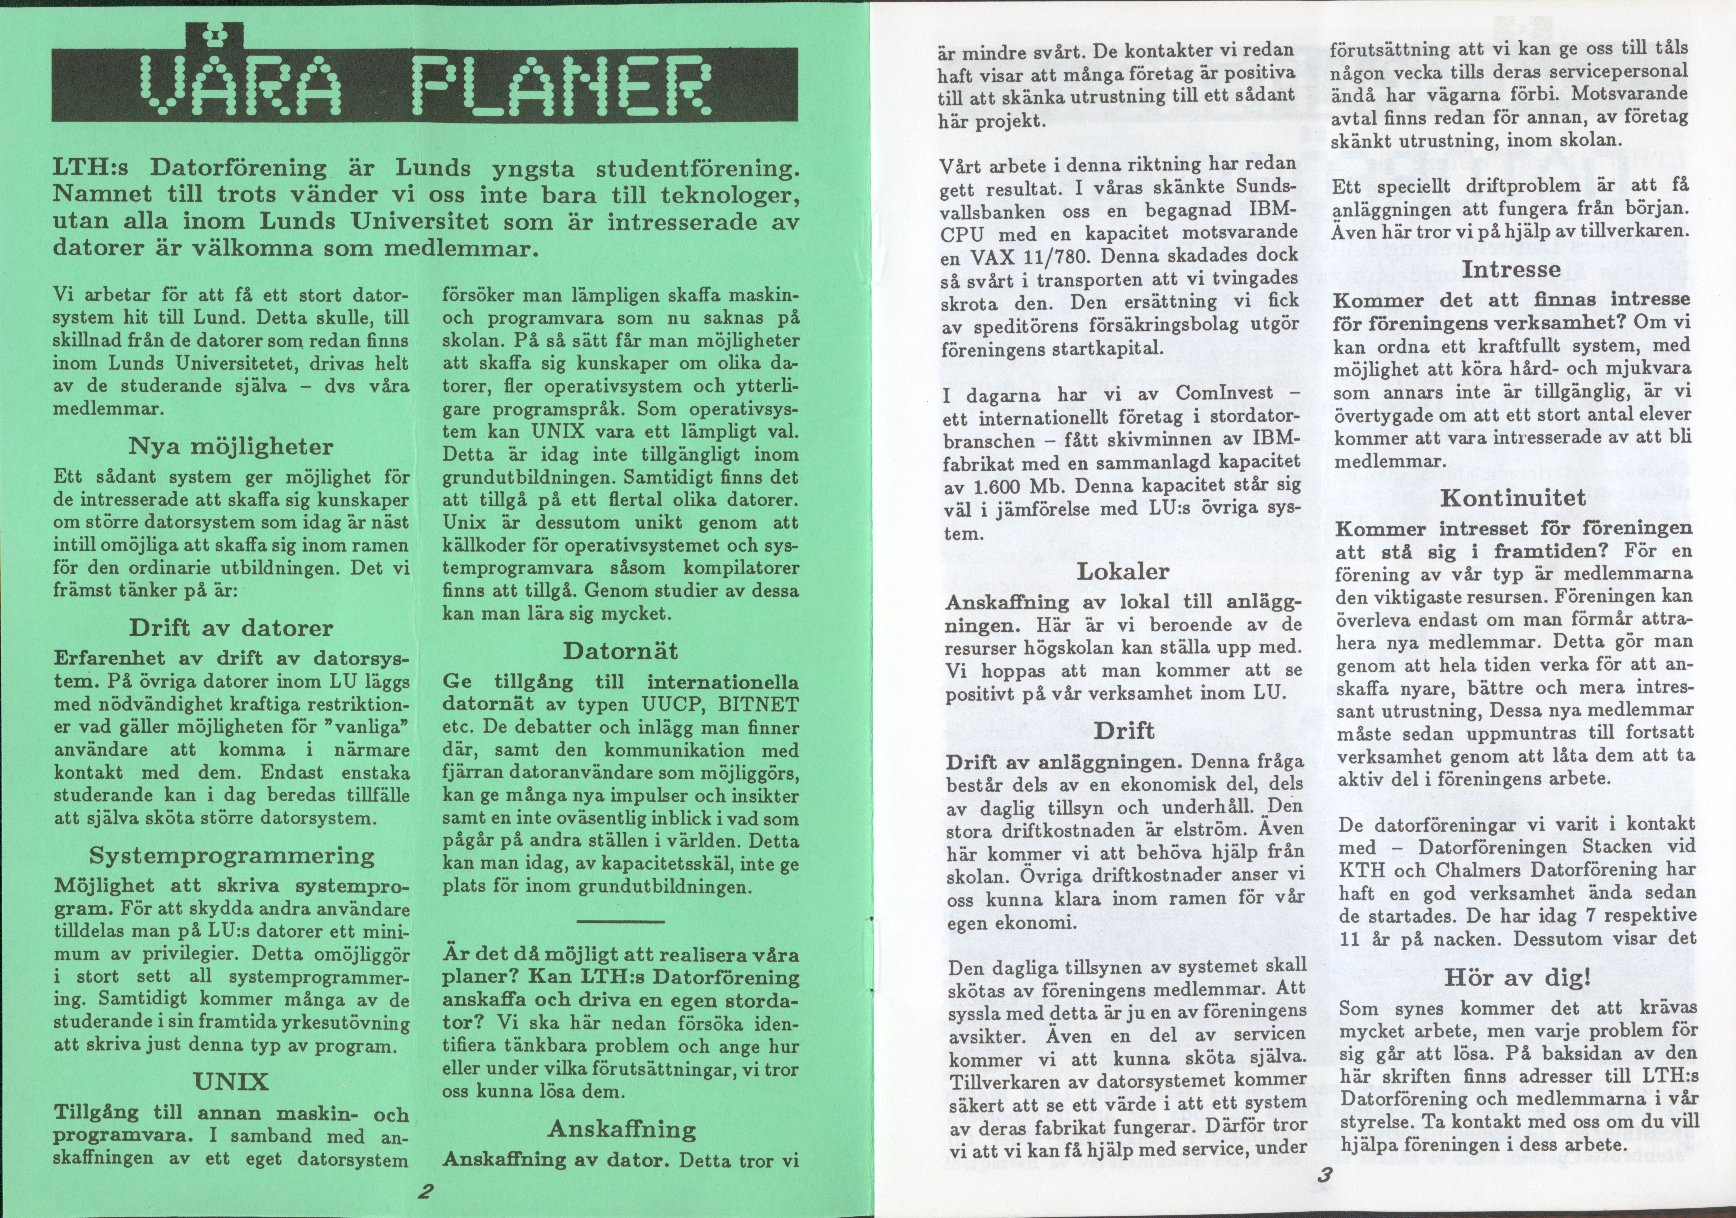 VÅRA PLANER
LTH:s Datorförening är Lunds yngsta studentförening.
Namnet till trots vänder vi oss inte bara till teknologer,
utan alla inom Lunds Universitet som är intresserade av
datorer är välkomna som medlemmar.
Vi arbetar för att få ett stort dator-
system hit till Lund. Detta skulle, till
skillnad från de datorer som redan finns
inom Lunds Universitetet, drivas helt
av de studerande själva – dvs våra
medlemmar.
Nya möjligheter
Ett sådant system ger möjlighet för
de intresserade att skaffa sig kunskaper
om större datorsystem som idag är näst
intill omöjliga att skaffa sig inom ramen
för den ordinarie utbildningen. Det vi
främst tänker på är:
Drift av datorer
Erfarenhet av drift av datorsys-
tem. På övriga datorer inom LU läggs
med nödvändighet kraftiga restriktion-
er vad gäller möjligheten för ”vanliga”
användare att komma i närmare
kontakt med dem. Endast enstaka
studerande kan i dag beredas tillfälle
att själva sköta större datorsystem.
Systemprogrammering
Möjlighet att skriva systempro-
gram. För att skydda andra användare
tilldelas man på LU:s datorer ett mini-
mum av privilegier. Detta omöjliggör
i stort sett all systemprogrammer-
ing. Samtidigt kommer många av de
studerande i sin framtida yrkesutövning
att skriva just denna typ av program.
UNIX
Tillgång till annan maskin- och
programvara. I samband med an-
skaffningen av ett eget datorsystem
försöker man lämpligen skaffa maskin-
och programvara som nu saknas på
skolan. På så sätt får man möjligheter
att skaffa sig kunskaper om olika da-
torer, fler operativsystem och ytterli-
gare programspråk. Som operativsys-
tem kan UNIX vara ett lämpligt val.
Detta är idag inte tillgängligt inom
grundutbildningen. Samtidigt finns det
att tillgå på ett flertal olika datorer.
Unix är dessutom unikt genom att
källkoder för operativsystemet och sys-
temprogramvara såsom kompilatorer
finns att tillgå. Genom studier av dessa
kan man lära sig mycket.
Datornät
Ge tillgång till internationella
datornät av typen UUCP, BITNET
etc. De debatter och inlägg man finner
där, samt den kommunikation med
fjärran datoranvändare som möjliggörs,
kan ge många nya impulser och insikter
samt en inte oväsentlig inblick i vad som
pågår på andra ställen i världen. Detta
kan man idag, av kapacitetsskäl, inte ge
plats för inom grundutbildningen.
Är det då möjligt att realisera våra
planer? Kan LTH:s Datorförening
anskaffa och driva en egen storda-
tor? Vi ska här nedan försöka iden-
tifiera tänkbara problem och ange hur
eller under vilka förutsättningar, vi tror
oss kunna lösa dem.
Anskaffning
Anskaffning av dator. Detta tror vi
2
är mindre svårt. De kontakter vi redan
haft visar att många företag är positiva
till att skänka utrustning till ett sådant
här projekt.
Vårt arbete i denna riktning har redan
gett resultat. I våras skänkte Sunds-
vallsbanken oss en begagnad IBM-
CPU med en kapacitet motsvarande
en VAX 11/780. Denna skadades dock
så svårt i transporten att vi tvingades
skrota den. Den ersättning vi fick
av speditörens försäkringsbolag utgör
föreningens startkapital.
I dagarna har vi av ComInvest –
ett internationellt företag i stordator-
branschen – fått skivminnen av IBM-
fabrikat med en sammanlagd kapacitet
av 1.600 Mb. Denna kapacitet står sig
väl i jämförelse med LU:s övriga sys-
tem.
Lokaler
Anskaffning av lokal till anlägg-
ningen. Här är vi beroende av de
resurser högskolan kan ställa upp med.
Vi hoppas att man kommer att se
positivt på vår verksamhet inom LU.
Drift
Drift av anläggningen. Denna fråga
består dels av en ekonomisk del, dels
av daglig tillsyn och underhåll. Den
stora driftkostnaden är elström. Även
här kommer vi att behöva hjälp från
skolan. Övriga driftkostnader anser vi
oss kunna klara inom ramen för vår
egen ekonomi.
Den dagliga tillsynen av systemet skall
skötas av föreningens medlemmar. Att
syssla med detta är ju en av föreningens
avsikter. Även en del av servicen
kommer vi att kunna sköta själva.
Tillverkaren av datorsystemet kommer
säkert att se ett värde i att ett system
av deras fabrikat fungerar. Därför tror
vi att vi kan få hjälp med service, under
förutsättning att vi kan ge oss till tåls
någon vecka tills deras servicepersonal
ändå har vägarna förbi. Motsvarande
avtal finns redan för annan, av företag
skänkt utrustning, inom skolan.
Ett speciellt driftproblem är att få
anläggningen att fungera från början.
Även här tror vi på hjälp av tillverkaren.
Intresse
Kommer det att finnas intresse
för föreningens verksamhet? Om vi
kan ordna ett kraftfullt system, med
möjlighet att köra hård- och mjukvara
som annars inte är tillgänglig, är vi
övertygade om att ett stort antal elever
kommer att vara intresserade av att bli
medlemmar.
Kontinuitet
Kommer intresset för föreningen
att stå sig i framtiden? För en
förening av vår typ är medlemmarna
den viktigaste resursen. Föreningen kan
överleva endast om man förmår attra-
hera nya medlemmar. Detta gör man
genom att hela tiden verka för att an-
skaffa nyare, bättre och mera intres-
sant utrustning, Dessa nya medlemmar
måste sedan uppmuntras till fortsatt
verksamhet genom att låta dem att ta
aktiv del i föreningens arbete.
De datorföreningar vi varit i kontakt
med – Datorföreningen Stacken vid
KTH och Chalmers Datorförening har
haft en god verksamhet ända sedan
de startades. De har idag 7 respektive
11 år på nacken. Dessutom visar det
Hör av dig!
Som synes kommer det att krävas
mycket arbete, men varje problem för
sig går att lösa. På baksidan av den
här skriften finns adresser till LTH:s
Datorförening och medlemmarna i vår
styrelse. Ta kontakt med oss om du vill
hjälpa föreningen i dess arbete.
3